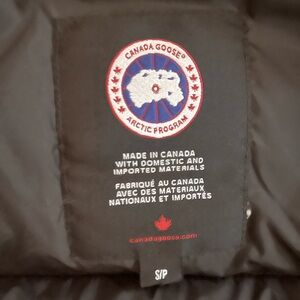 CANADA GOOSE®
ARCTIC PROGRAM
MADE IN CANADA
WITH DOMESTIC AND
IMPORTED MATERIALS
FABRIQUÉ AU CANADA
AVEC DES MATERIAUX
NATIONAUX ET IMPORTÉS
canadagoose.com
S/P